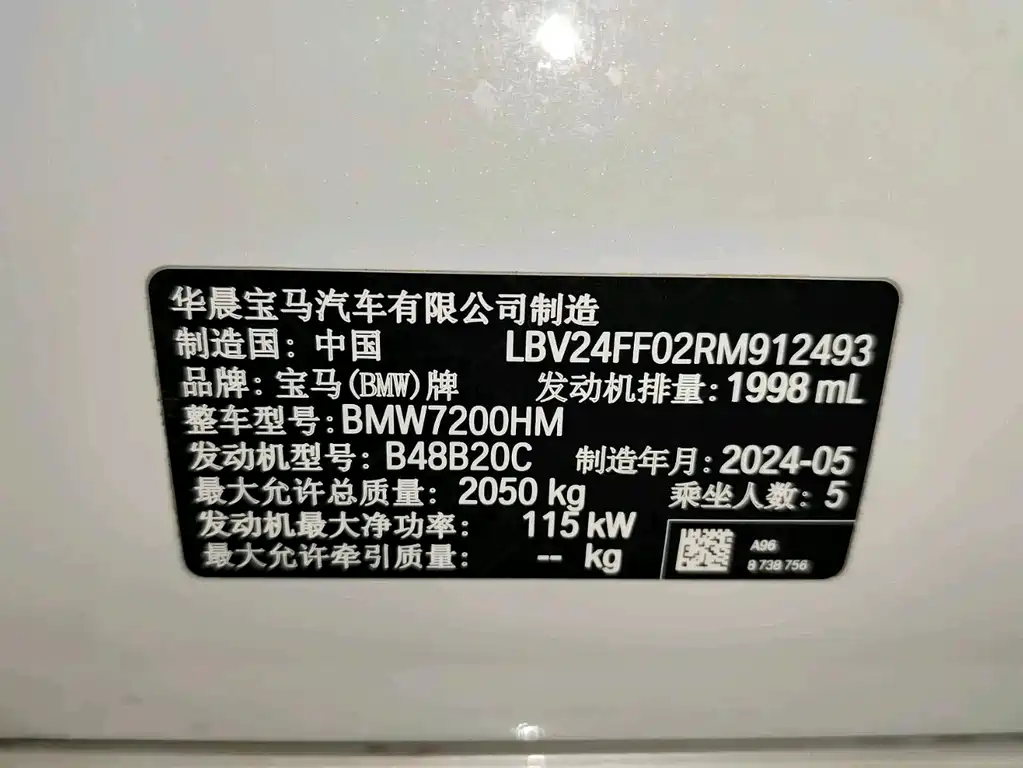 华晨宝马汽车有限公司制造
制造国：中国 LBV24FF02RM912493
品牌：宝马(BMW)牌 发动机排量：1998 mL
整车型号：BMW7200HM
发动机型号：B48B20C 制造年月：2024-05
最大允许总质量：2050 kg 乘坐人数：5
发动机最大净功率：115 kW
最大允许牵引质量：-- kg
A96
8 738 756